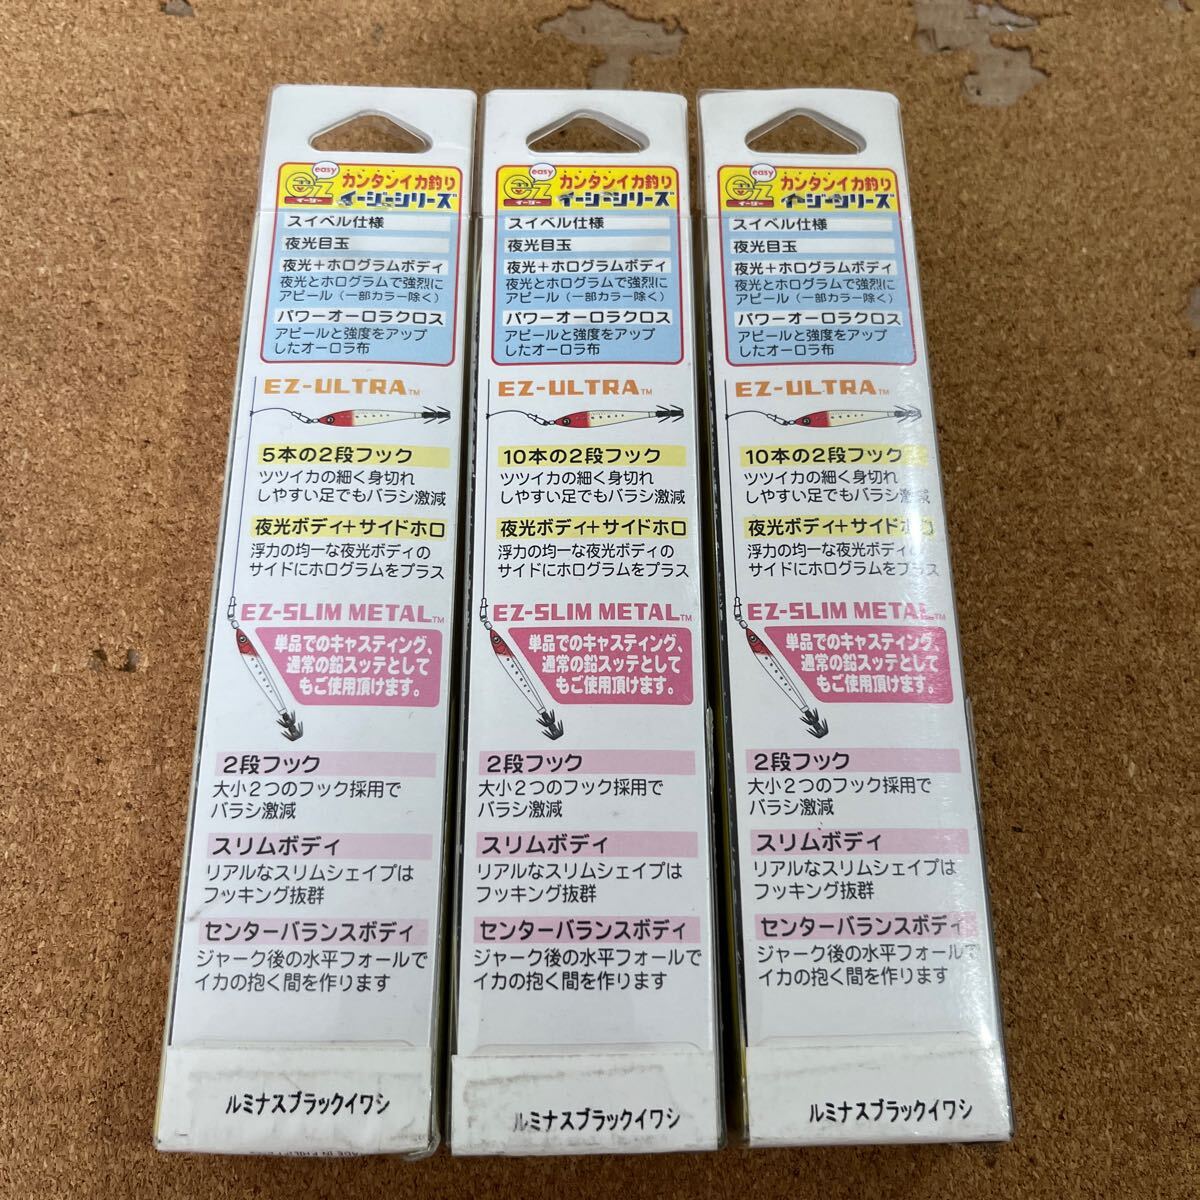 easy
ez
イージー
カンタンイカ釣り
イージーシリーズ
スイベル仕様
夜光目玉
夜光+ホログラムボディ
夜光とホログラムで強烈に
アピール(一部カラー除く)
パワーオーロラクロス
アピールと強度をアップ
したオーロラ布
EZ-ULTRA™
5本の2段フック
ツツイカの細く身切れ
しやすい足でもバラシ激減
夜光ボディ+サイドホロ
浮力の均一な夜光ボディの
サイドにホログラムをプラス
EZ-SLIM METAL™
単品でのキャスティング、
通常の鉛スッテとして
もご使用頂けます。
2段フック
大小2つのフック採用で
バラシ激減
スリムボディ
リアルなスリムシェイプは
フッキング抜群
センターバランスボディ
ジャーク後の水平フォールで
イカの抱く間を作ります
ルミナスブラックイワシ
easy
ez
イージー
カンタンイカ釣り
イージーシリーズ
スイベル仕様
夜光目玉
夜光+ホログラムボディ
夜光とホログラムで強烈に
アピール(一部カラー除く)
パワーオーロラクロス
アピールと強度をアップ
したオーロラ布
EZ-ULTRA™
10本の2段フック
ツツイカの細く身切れ
しやすい足でもバラシ激減
夜光ボディ+サイドホロ
浮力の均一な夜光ボディの
サイドにホログラムをプラス
EZ-SLIM METAL™
単品でのキャスティング、
通常の鉛スッテとして
もご使用頂けます。
2段フック
大小2つのフック採用で
バラシ激減
スリムボディ
リアルなスリムシェイプは
フッキング抜群
センターバランスボディ
ジャーク後の水平フォールで
イカの抱く間を作ります
ルミナスブラックイワシ
easy
ez
イージー
カンタンイカ釣り
イージーシリーズ
スイベル仕様
夜光目玉
夜光+ホログラムボディ
夜光とホログラムで強烈に
アピール(一部カラー除く)
パワーオーロラクロス
アピールと強度をアップ
したオーロラ布
EZ-ULTRA™
10本の2段フック
ツツイカの細く身切れ
しやすい足でもバラシ激減
夜光ボディ+サイドホロ
浮力の均一な夜光ボディの
サイドにホログラムをプラス
EZ-SLIM METAL™
単品でのキャスティング、
通常の鉛スッテとして
もご使用頂けます。
2段フック
大小2つのフック採用で
バラシ激減
スリムボディ
リアルなスリムシェイプは
フッキング抜群
センターバランスボディ
ジャーク後の水平フォールで
イカの抱く間を作ります
ルミナスブラックイワシ